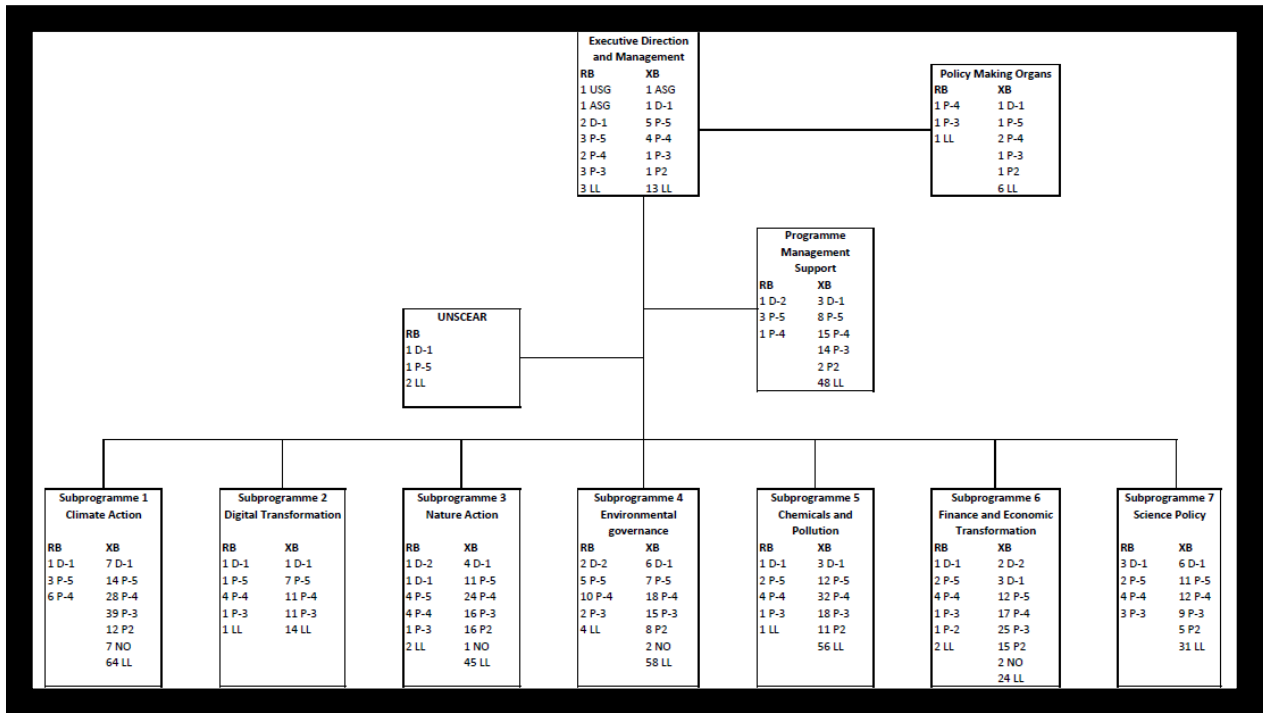 Executive Direction
and Management
RB XB
1 USG 1 ASG
1 ASG 1 D-1
2 D-1 5 P-5
3 P-5 4 P-4
2 P-4 1 P-3
3 P-3 1 P2
3 LL 13 LL
Policy Making Organs
RB XB
1 P-4 1 D-1
1 P-3 1 P-5
1 LL 2 P-4
1 P-3
1 P2
6 LL
Programme
Management
Support
RB XB
1 D-2 3 D-1
3 P-5 8 P-5
1 P-4 15 P-4
14 P-3
2 P2
48 LL
UNSCEAR
RB
1 D-1
1 P-5
2 LL
Subprogramme 1
Climate Action
RB XB
1 D-1 7 D-1
3 P-5 14 P-5
6 P-4 28 P-4
39 P-3
12 P2
7 NO
64 LL
Subprogramme 2
Digital Transformation
RB XB
1 D-1 1 D-1
1 P-5 7 P-5
4 P-4 11 P-4
1 P-3 11 P-3
1 LL 14 LL
Subprogramme 3
Nature Action
RB XB
1 D-2 4 D-1
1 D-1 11 P-5
4 P-5 24 P-4
4 P-4 16 P-3
1 P-3 16 P2
2 LL 1 NO
45 LL
Subprogramme 4
Environmental
governance
RB XB
2 D-2 6 D-1
5 P-5 7 P-5
10 P-4 18 P-4
2 P-3 15 P-3
4 LL 8 P2
2 NO
58 LL
Subprogramme 5
Chemicals and
Pollution
RB XB
1 D-1 3 D-1
2 P-5 12 P-5
4 P-4 32 P-4
1 P-3 18 P-3
1 LL 11 P2
56 LL
Subprogramme 6
Finance and Economic
Transformation
RB XB
1 D-1 2 D-2
2 P-5 3 D-1
4 P-4 12 P-5
1 P-3 17 P-4
1 P-2 25 P-3
2 LL 15 P2
2 NO
24 LL
Subprogramme 7
Science Policy
RB XB
3 D-1 6 D-1
2 P-5 11 P-5
4 P-4 12 P-4
3 P-3 9 P-3
5 P2
31 LL